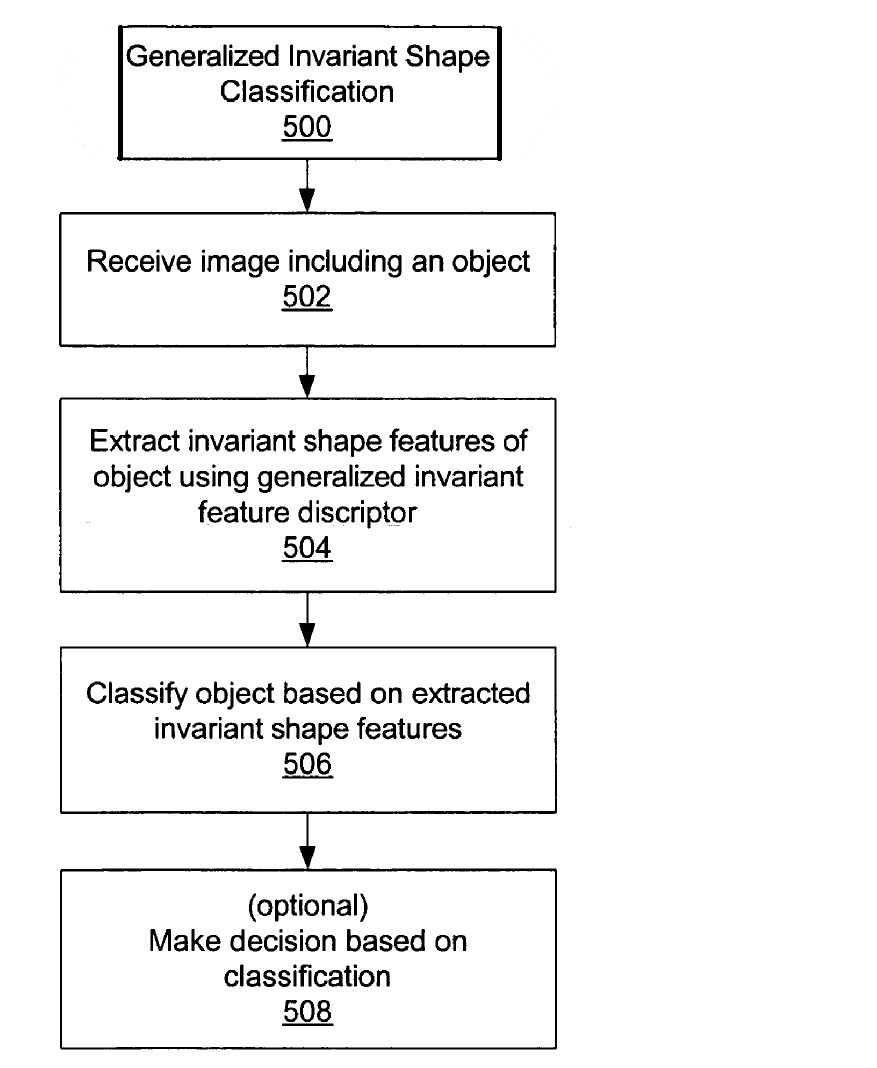 Generalized Invariant Shape
Classification
500
Receive image including an object
502
Extract invariant shape features of
object using generalized invariant
feature discriptor
504
Classify object based on extracted
invariant shape features
506
(optional)
Make decision based on
classification
508